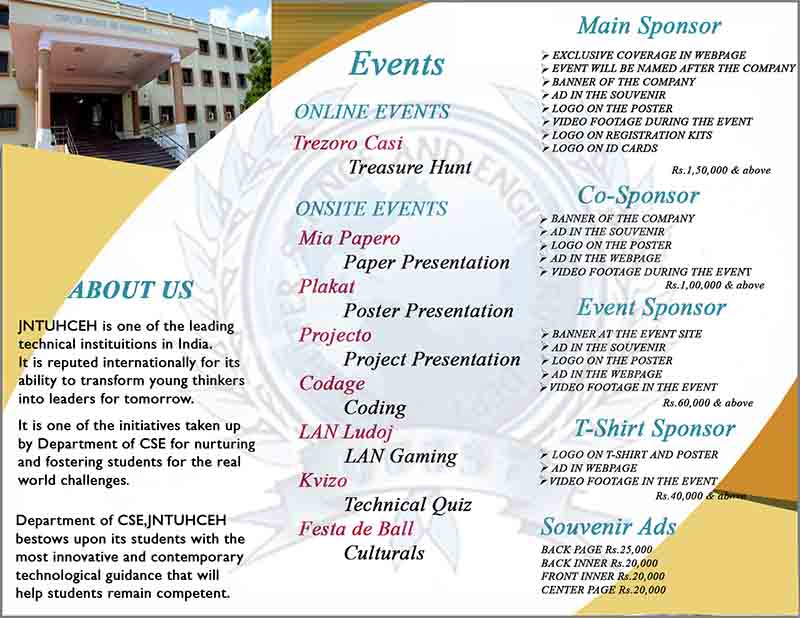 ABOUT US
JNTUHCEH is one of the leading
technical instituitions in India.
It is reputed internationally for its
ability to transform young thinkers
into leaders for tomorrow.
It is one of the initiatives taken up
by Department of CSE for nurturing
and fostering students for the real
world challenges.
Department of CSE,JNTUHCEH
bestows upon its students with the
most innovative and contemporary
technological guidance that will
help students remain competent.
Events
ONLINE EVENTS
Trezoro Casi
Treasure Hunt
ONSITE EVENTS
Mia Papero
Paper Presentation
Plakat
Poster Presentation
Projecto
Project Presentation
Codage
Coding
LAN Ludoj
LAN Gaming
Kvizo
Technical Quiz
Festa de Ball
Culturals
Main Sponsor
EXCLUSIVE COVERAGE IN WEBPAGE
EVENT WILL BE NAMED AFTER THE COMPANY
BANNER OF THE COMPANY
AD IN THE SOUVENIR
LOGO ON THE POSTER
VIDEO FOOTAGE DURING THE EVENT
LOGO ON REGISTRATION KITS
LOGO ON ID CARDS
Rs.1,50,000 & above
Co-Sponsor
BANNER OF THE COMPANY
AD IN THE SOUVENIR
LOGO ON THE POSTER
AD IN THE WEBPAGE
VIDEO FOOTAGE DURING THE EVENT
Rs.1,00,000 & above
Event Sponsor
BANNER AT THE EVENT SITE
AD IN THE SOUVENIR
LOGO ON THE POSTER
AD IN THE WEBPAGE
VIDEO FOOTAGE IN THE EVENT
Rs.60,000 & above
T-Shirt Sponsor
LOGO ON T-SHIRT AND POSTER
AD IN WEBPAGE
VIDEO FOOTAGE IN THE EVENT
Rs.40,000 & above
Souvenir Ads
BACK PAGE Rs.25,000
BACK INNER Rs.20,000
FRONT INNER Rs.20,000
CENTER PAGE Rs.20,000